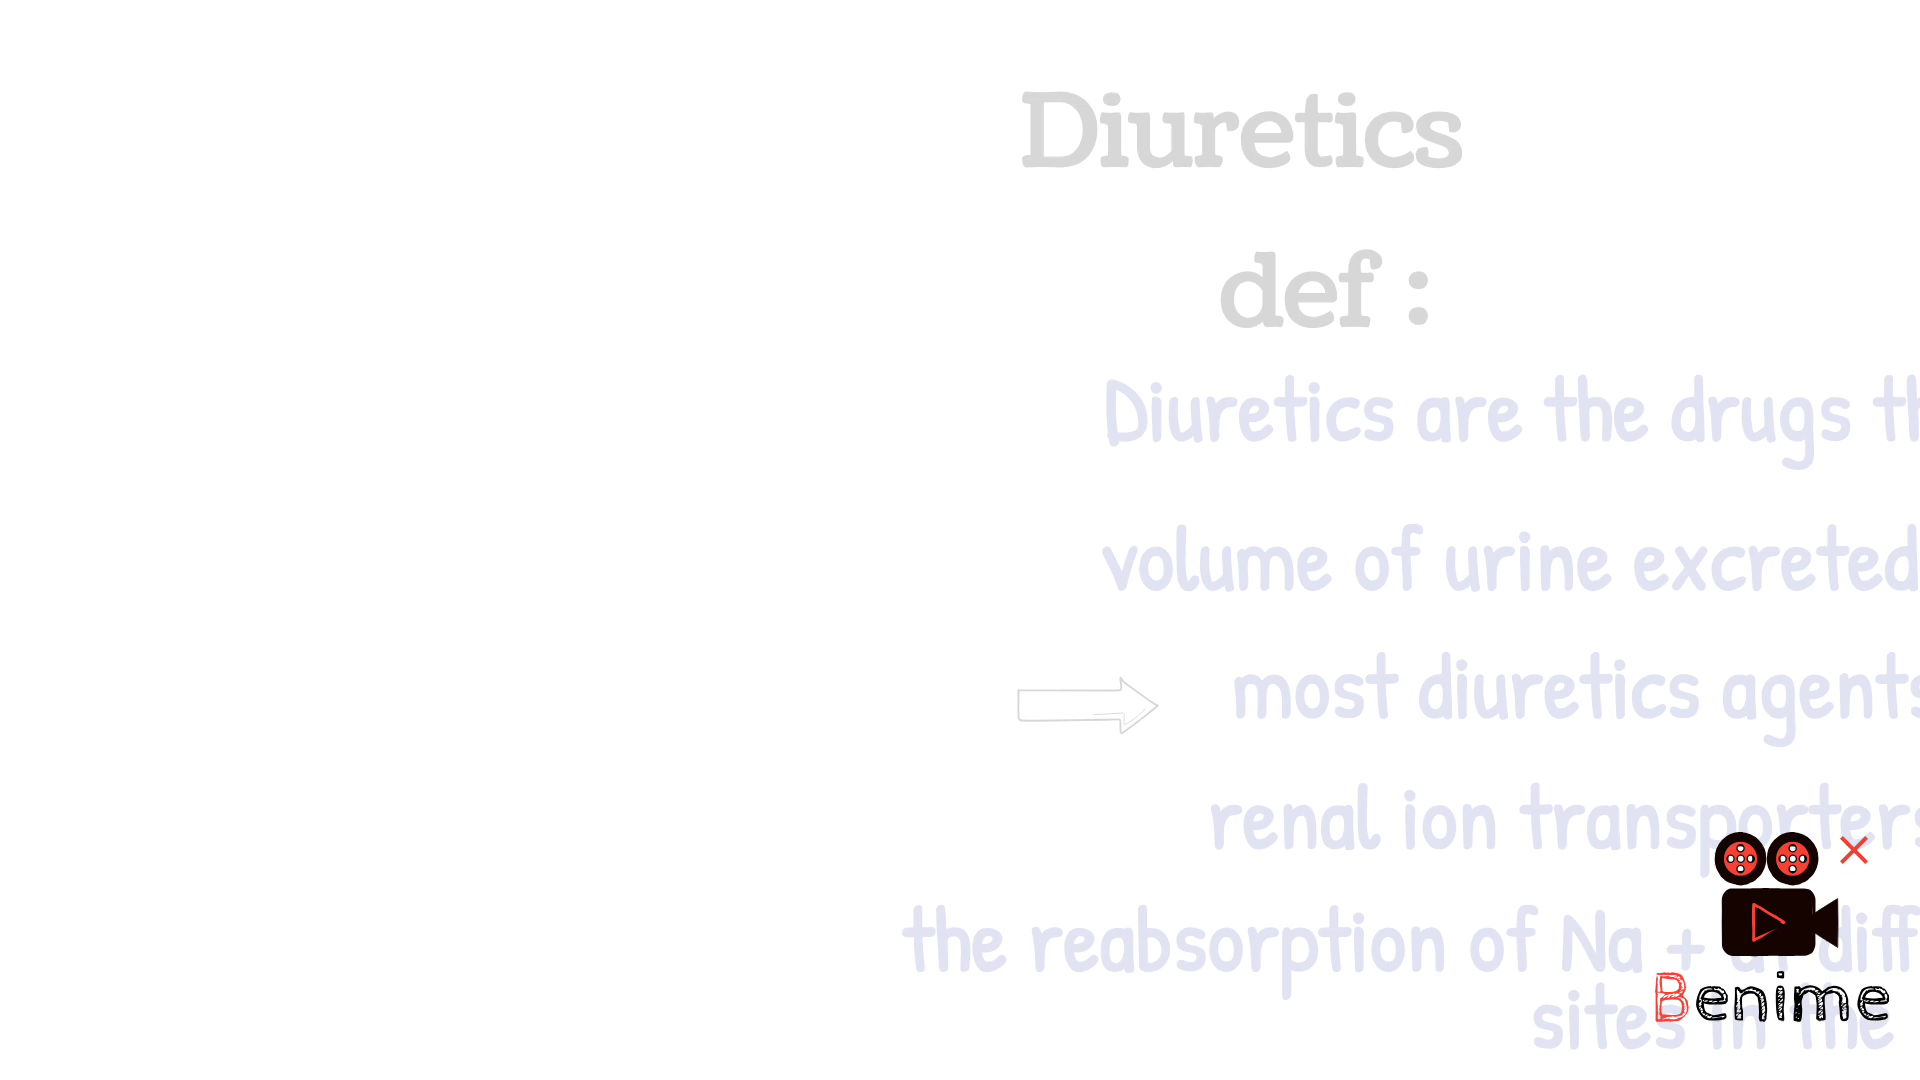 Diuretics
def :
Diuretics are the drugs th
volume of urine excreted
most diuretics agents
renal ion transporters
the reabsorption of Na + at diff
sites in the
Benime